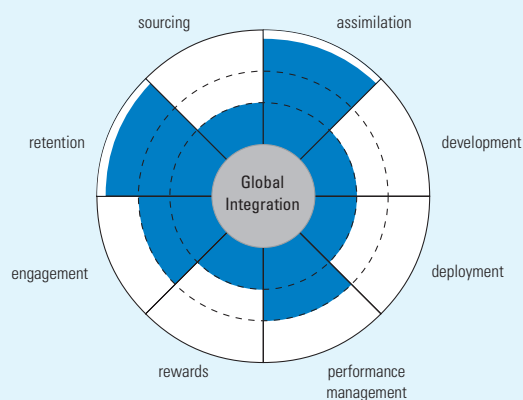 sourcing
assimilation
retention
development
Global
Integration
engagement
deployment
rewards
performance
management